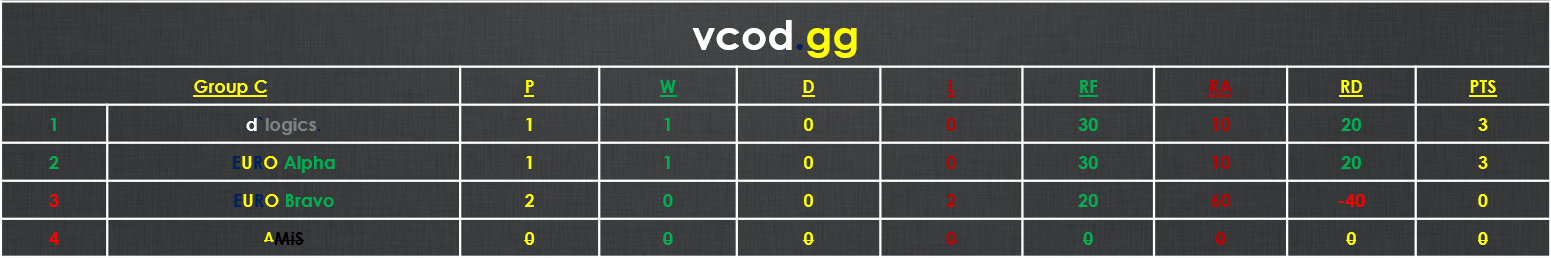 vcod.gg
Group C P W D L RF RA RD PTS
1 d logics. 1 1 0 0 30 10 20 3
2 EURO Alpha 1 1 0 0 30 10 20 3
3 EURO Bravo 2 0 0 2 20 60 -40 0
4 AMiS 0 0 0 0 0 0 0 0